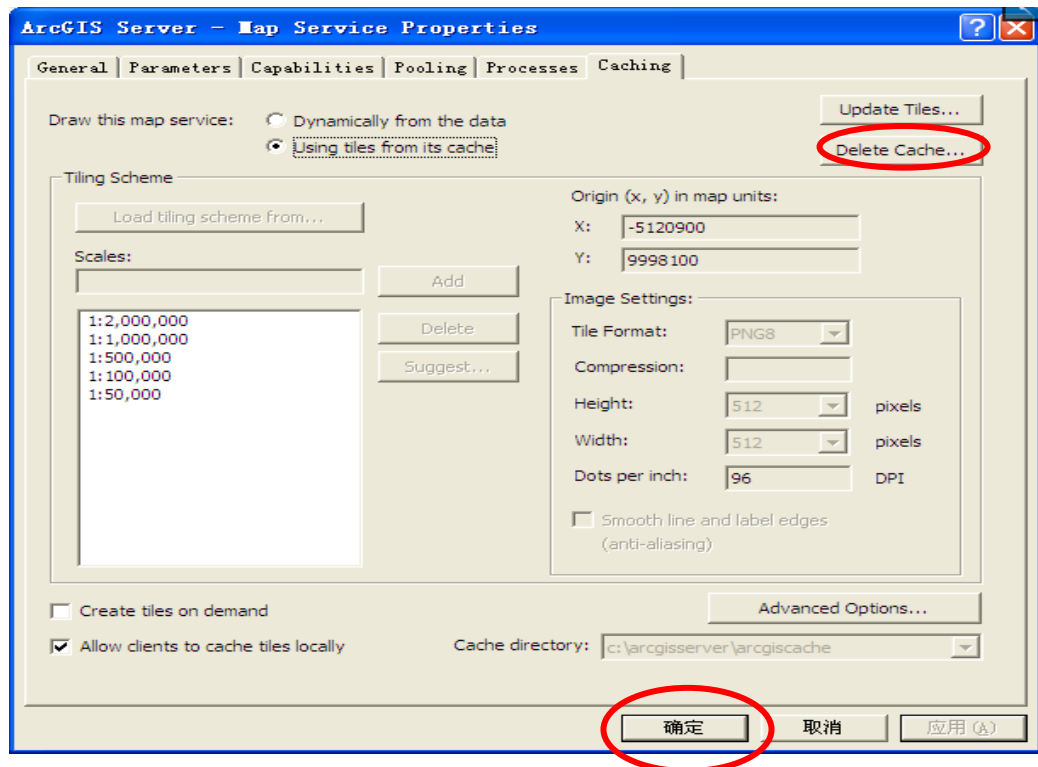 ArcGIS Server - Map Service Properties
General Parameters Capabilities Pooling Processes Caching
Draw this map service:
Dynamically from the data
Using tiles from its cache
Update Tiles...
Delete Cache...
Tiling Scheme
Load tiling scheme from...
Scales:
Add
1:2,000,000
1:1,000,000
1:500,000
1:100,000
1:50,000
Delete
Suggest...
Origin (x, y) in map units:
X: -5120900
Y: 9998100
Image Settings:
Tile Format: PNG8
Compression:
Height: 512 pixels
Width: 512 pixels
Dots per inch: 96 DPI
Smooth line and label edges
(anti-aliasing)
Create tiles on demand
Advanced Options...
Allow clients to cache tiles locally
Cache directory: c:\arcgisserver\arcgiscache
确定 取消 应用(A)